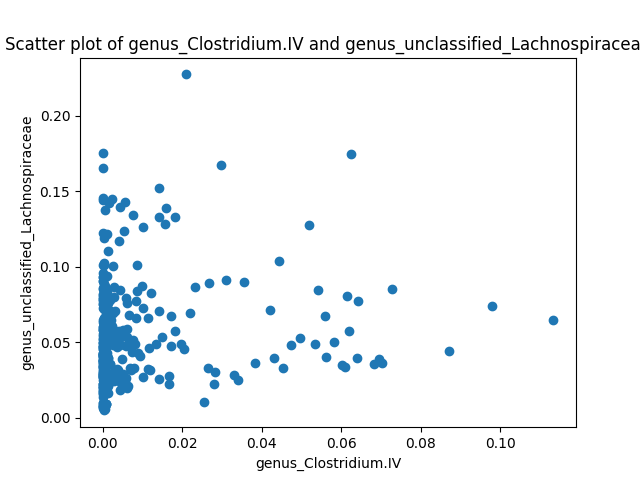 Scatter plot of genus_Clostridium.IV and genus_unclassified_Lachnospiracea
genus_unclassified_Lachnospiraceae
0.20
0.15
0.10
0.05
0.00
0.00 0.02 0.04 0.06 0.08 0.10
genus_Clostridium.IV